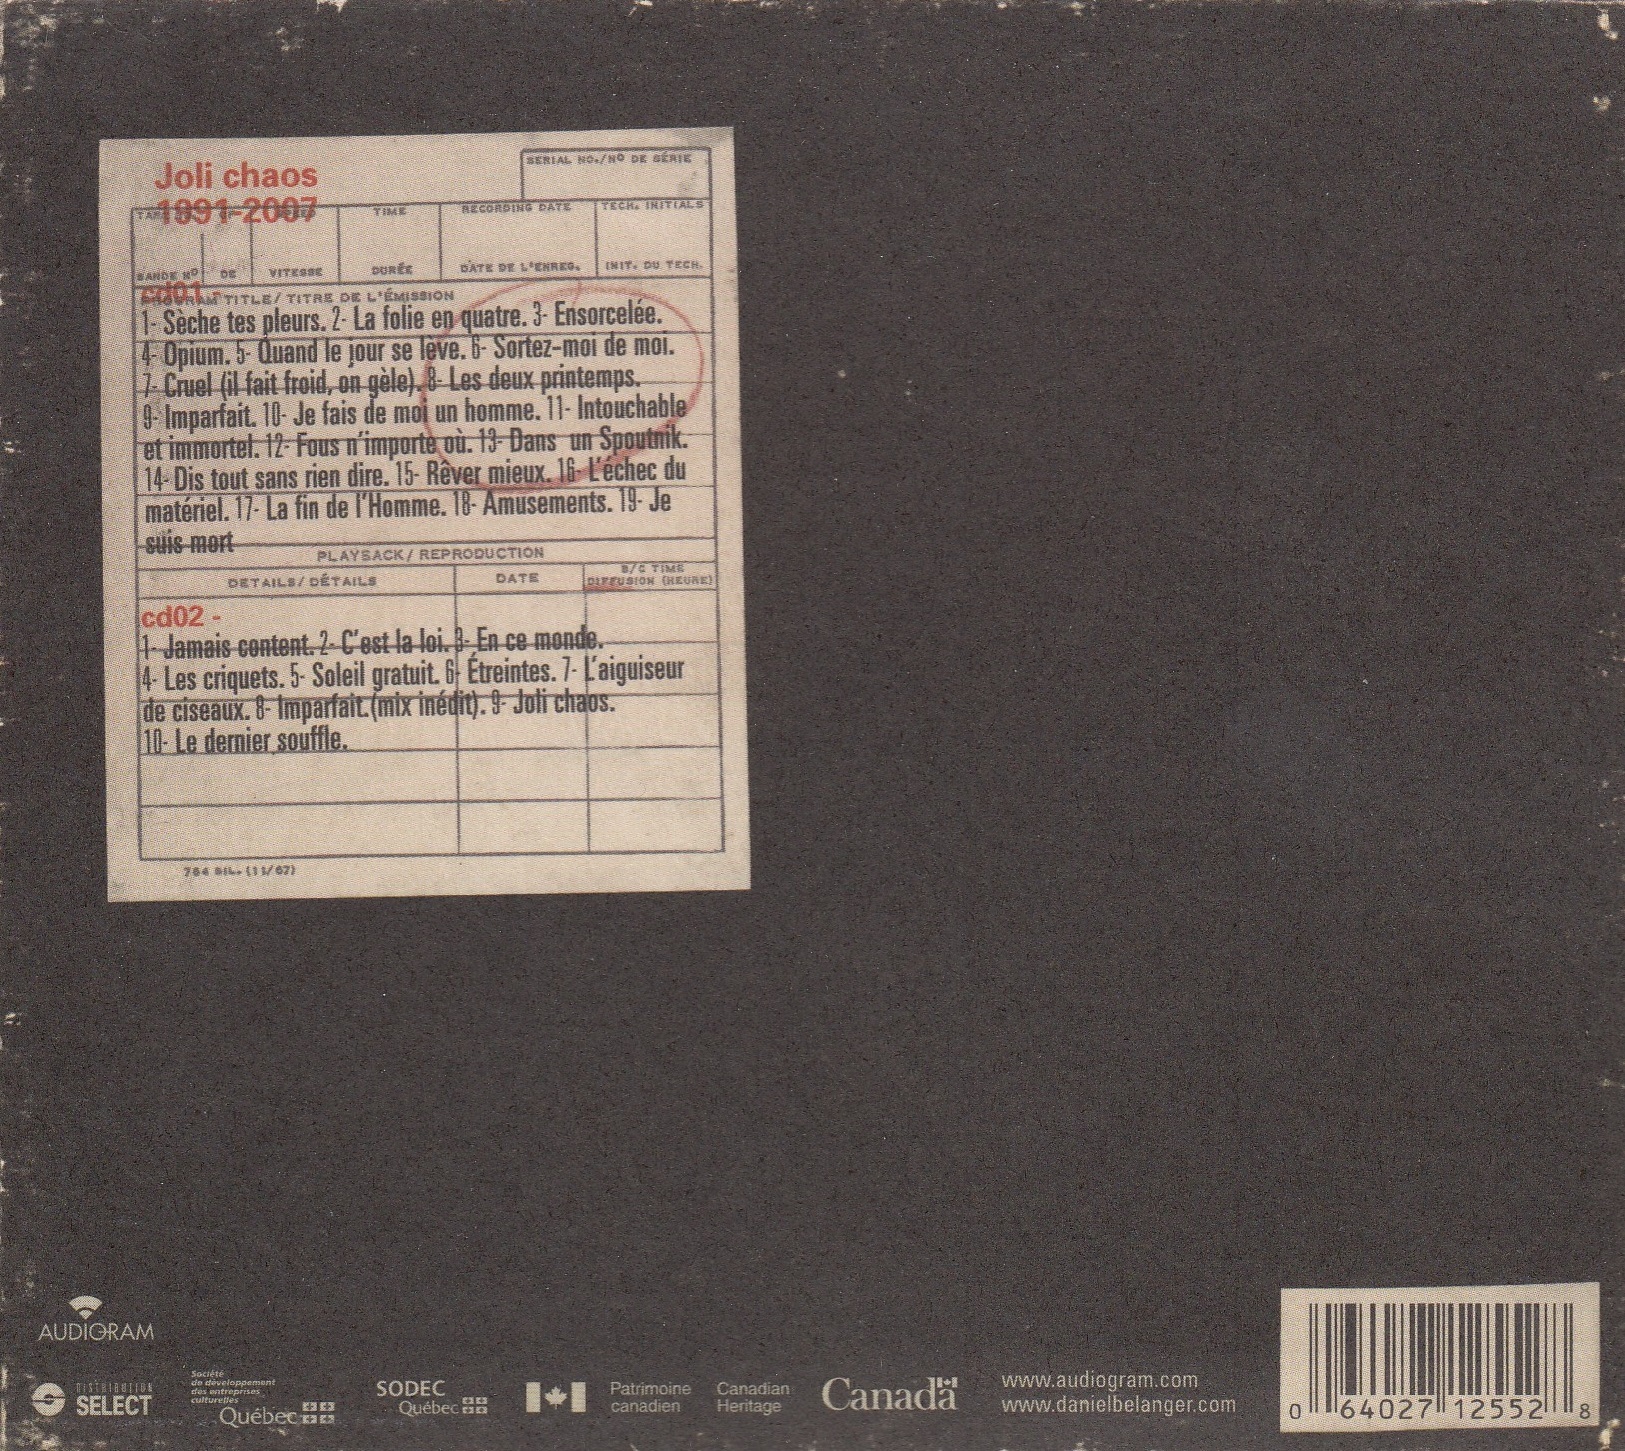 Joli chaos
1991-2007
SERIAL NO./Nº DE SÉRIE
TIME
RECORDING DATE
TECH. INITIALS
BANDE Nº
DE
VITESSE
DURÉE
DATE DE L'ENREG.
INIT. DU TECH.
cd01 -
PROGRAM TITLE/TITRE DE L'ÉMISSION
1- Sèche tes pleurs. 2- La folie en quatre. 3- Ensorcelée.
4- Opium. 5- Quand le jour se lève. 6- Sortez-moi de moi.
7- Cruel (il fait froid, on gèle). 8- Les deux printemps.
9- Imparfait. 10- Je fais de moi un homme. 11- Intouchable
et immortel. 12- Fous n'importe où. 13- Dans un Spoutnik.
14- Dis tout sans rien dire. 15- Rêver mieux. 16- L'échec du
matériel. 17- La fin de l'Homme. 18- Amusements. 19- Je
suis mort
PLAYBACK/REPRODUCTION
DETAILS/DÉTAILS
DATE
B/C TIME
DIFFUSION (HEURE)
cd02 -
1- Jamais content. 2- C'est la loi. 3- En ce monde.
4- Les criquets. 5- Soleil gratuit. 6- Étreintes. 7- L'aiguiseur
de ciseaux. 8- Imparfait.(mix inédit). 9- Joli chaos.
10- Le dernier souffle.
784 BIL. (11/67)
AUDIOGRAM
DISTRIBUTION
SELECT
Société
de développement
des entreprises
culturelles
Québec
SODEC
Québec
Patrimoine
canadien
Canadian
Heritage
Canada
www.audiogram.com
www.danielbelanger.com
0 64027 12552 8